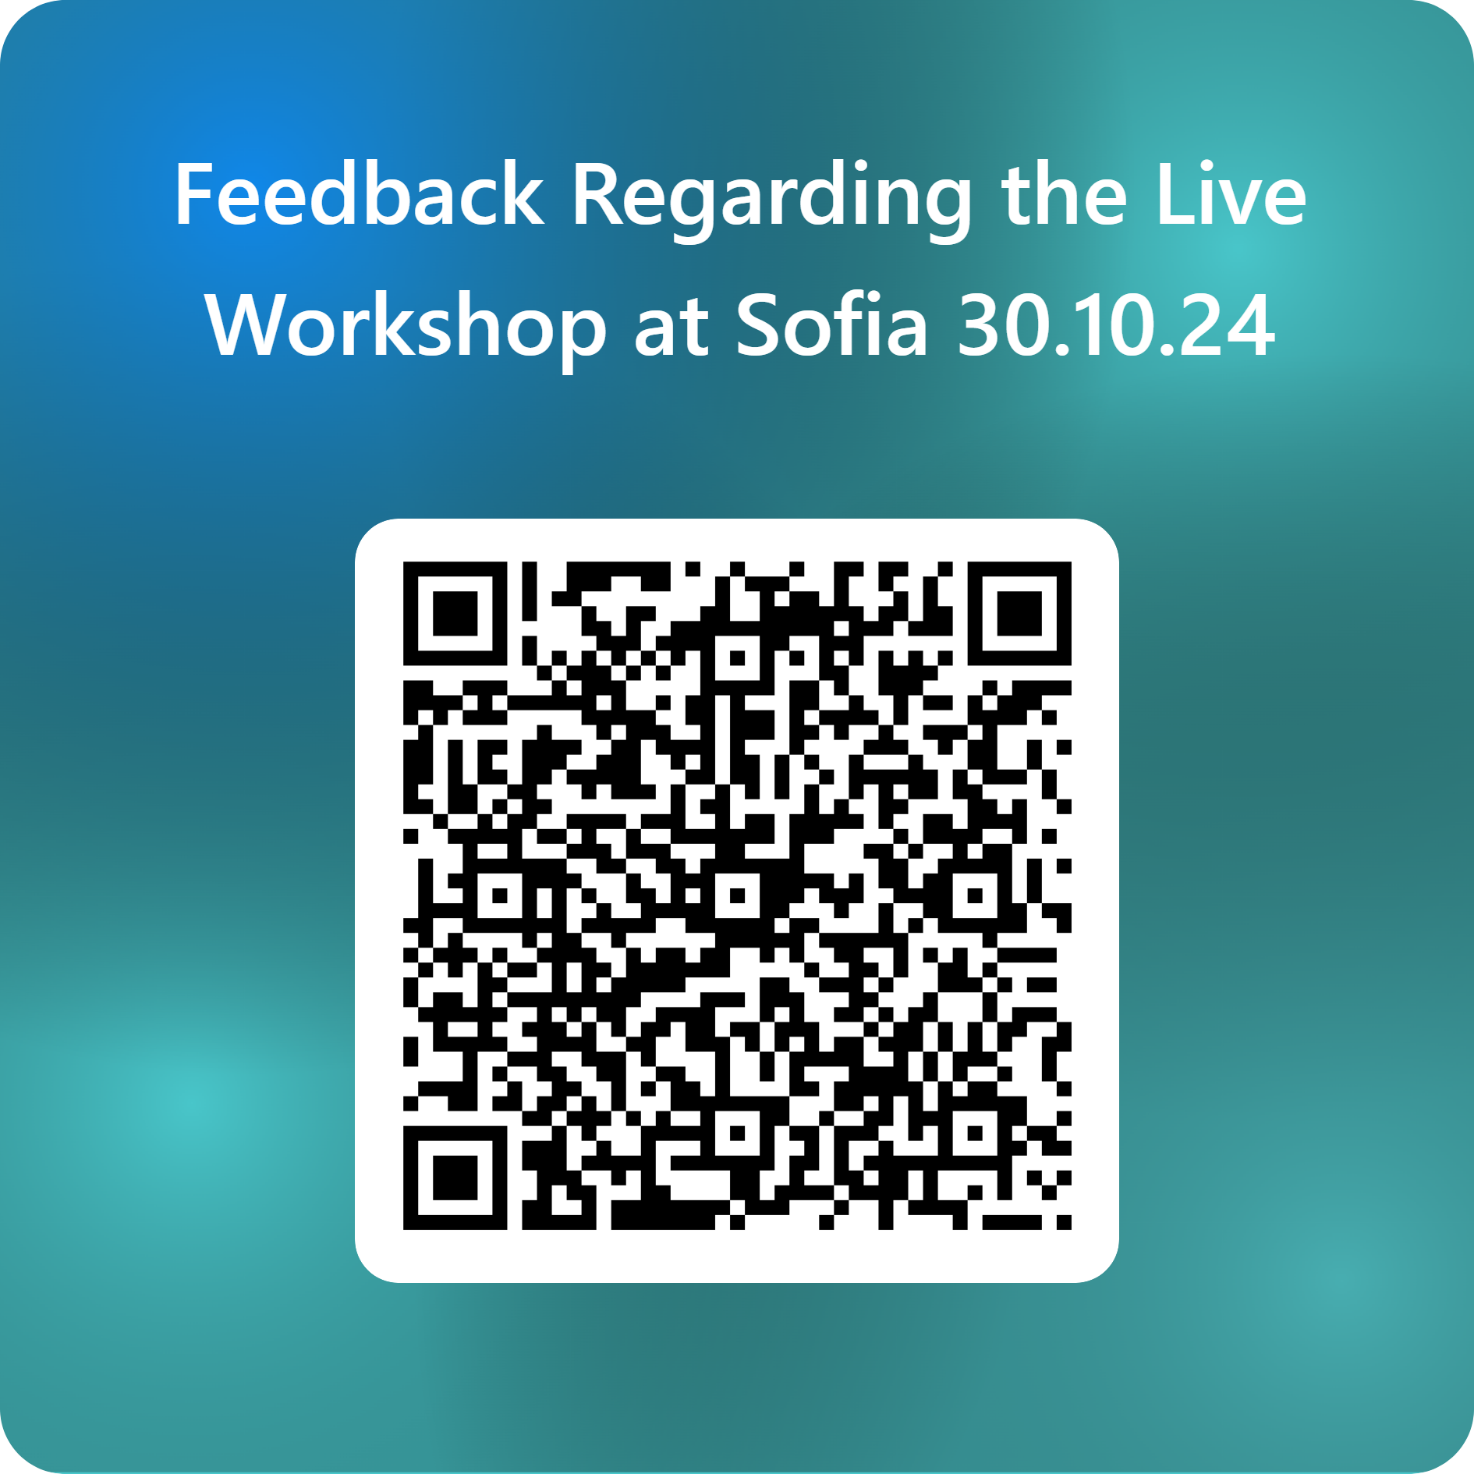 Feedback Regarding the Live
Workshop at Sofia 30.10.24